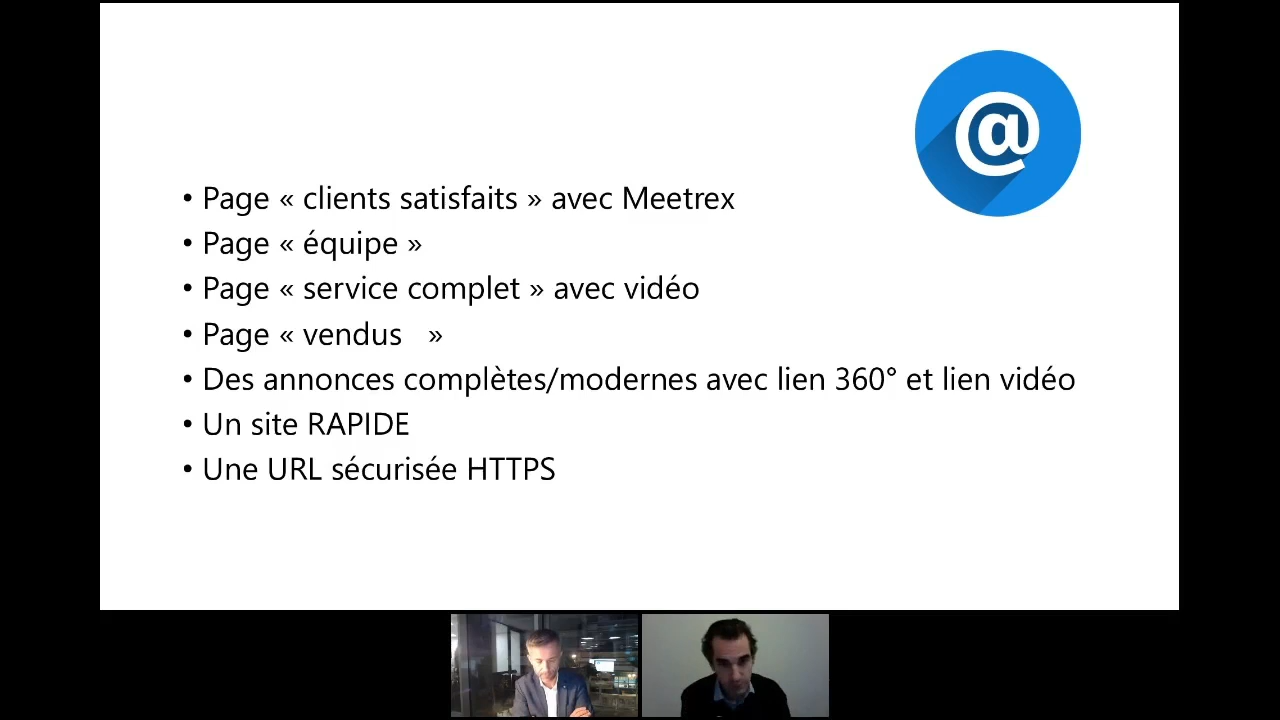 @
• Page « clients satisfaits » avec Meetrex
• Page « équipe »
• Page « service complet » avec vidéo
• Page « vendus   »
• Des annonces complètes/modernes avec lien 360° et lien vidéo
• Un site RAPIDE
• Une URL sécurisée HTTPS